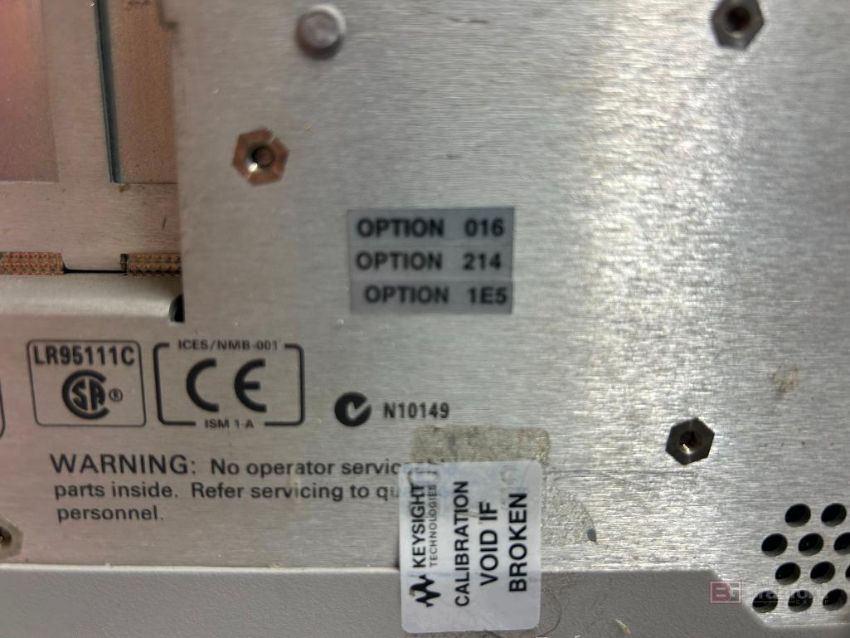 OPTION 016
OPTION 214
OPTION 1E5
LR95111C
SA ®
ICES/NMB-001
CE
ISM 1-A
N10149
WARNING: No operator servic
parts inside. Refer servicing to qu
personnel.
KEYSIGHT
TECHNOLOGIES
CALIBRATION
VOID IF
BROKEN